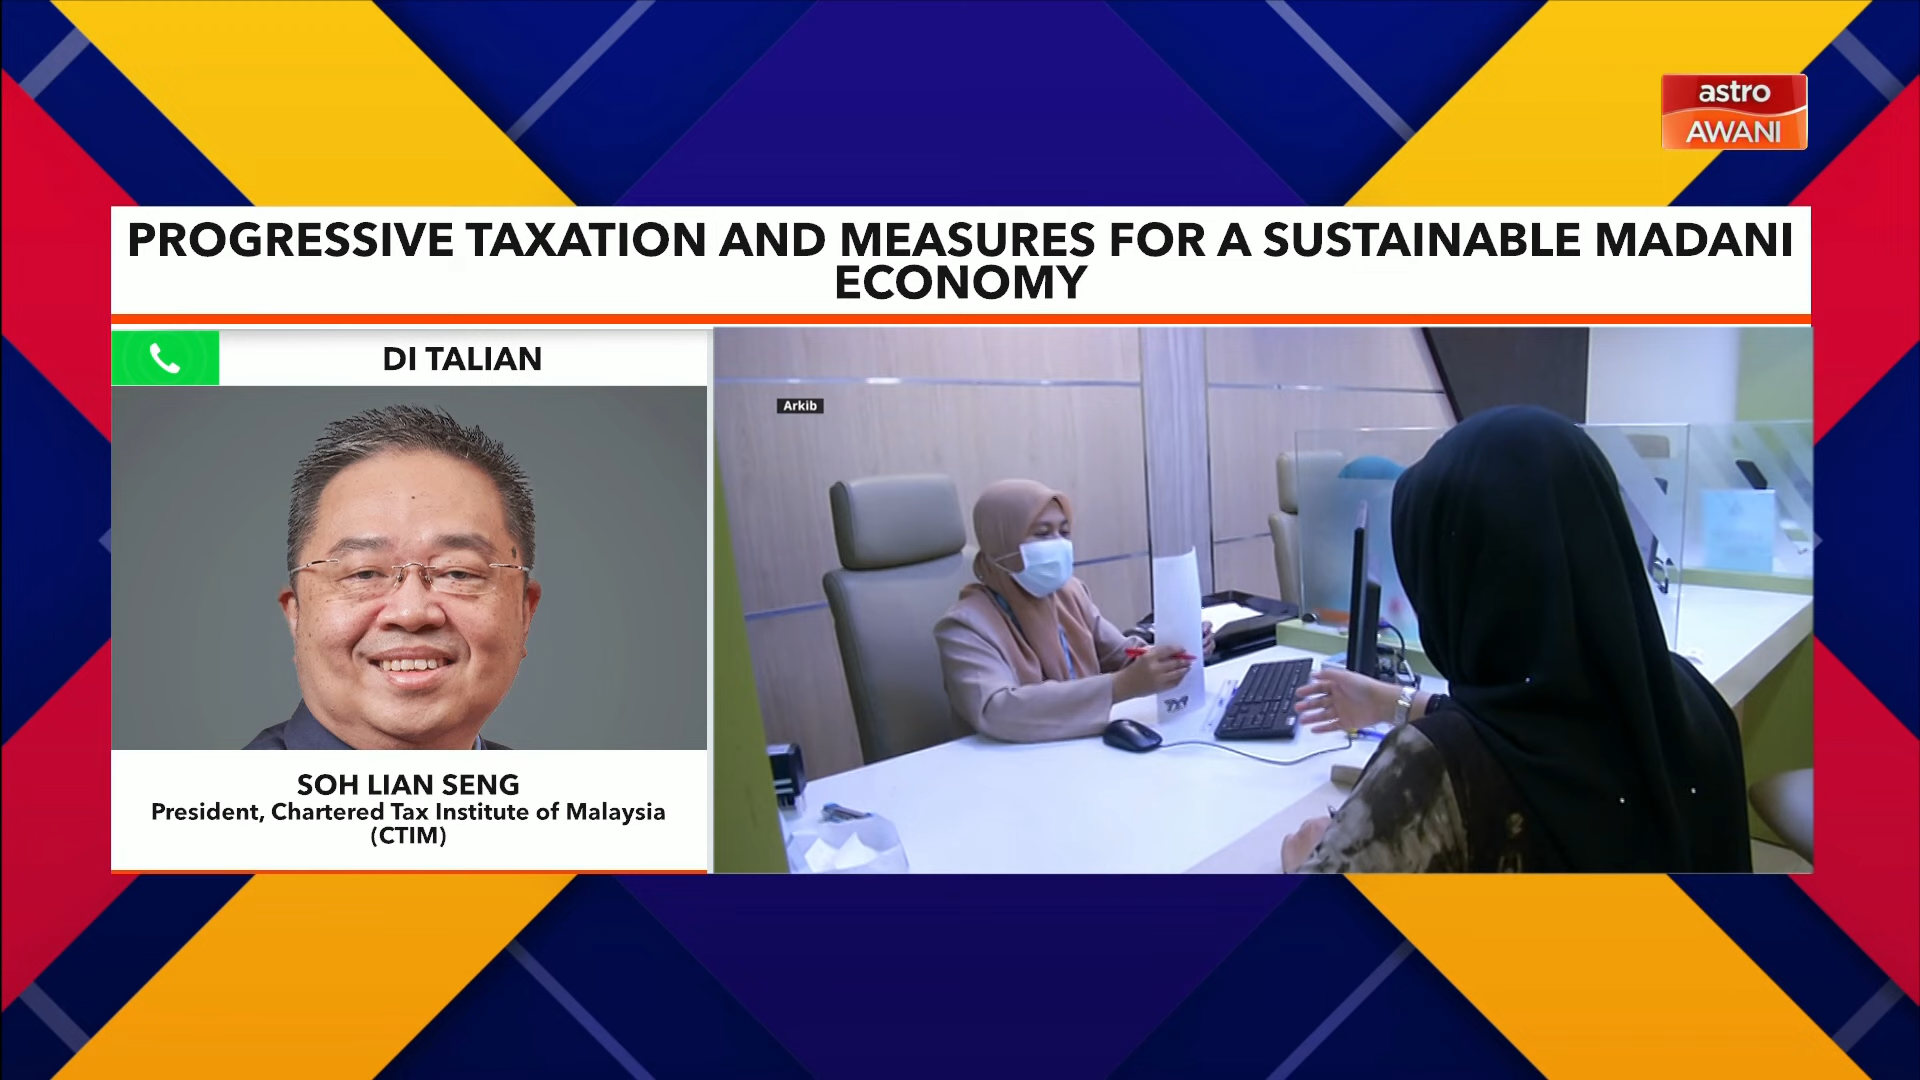 astro
AWANI
PROGRESSIVE TAXATION AND MEASURES FOR A SUSTAINABLE MADANI
ECONOMY
DI TALIAN
Arkib
SOH LIAN SENG
President, Chartered Tax Institute of Malaysia
(CTIM)